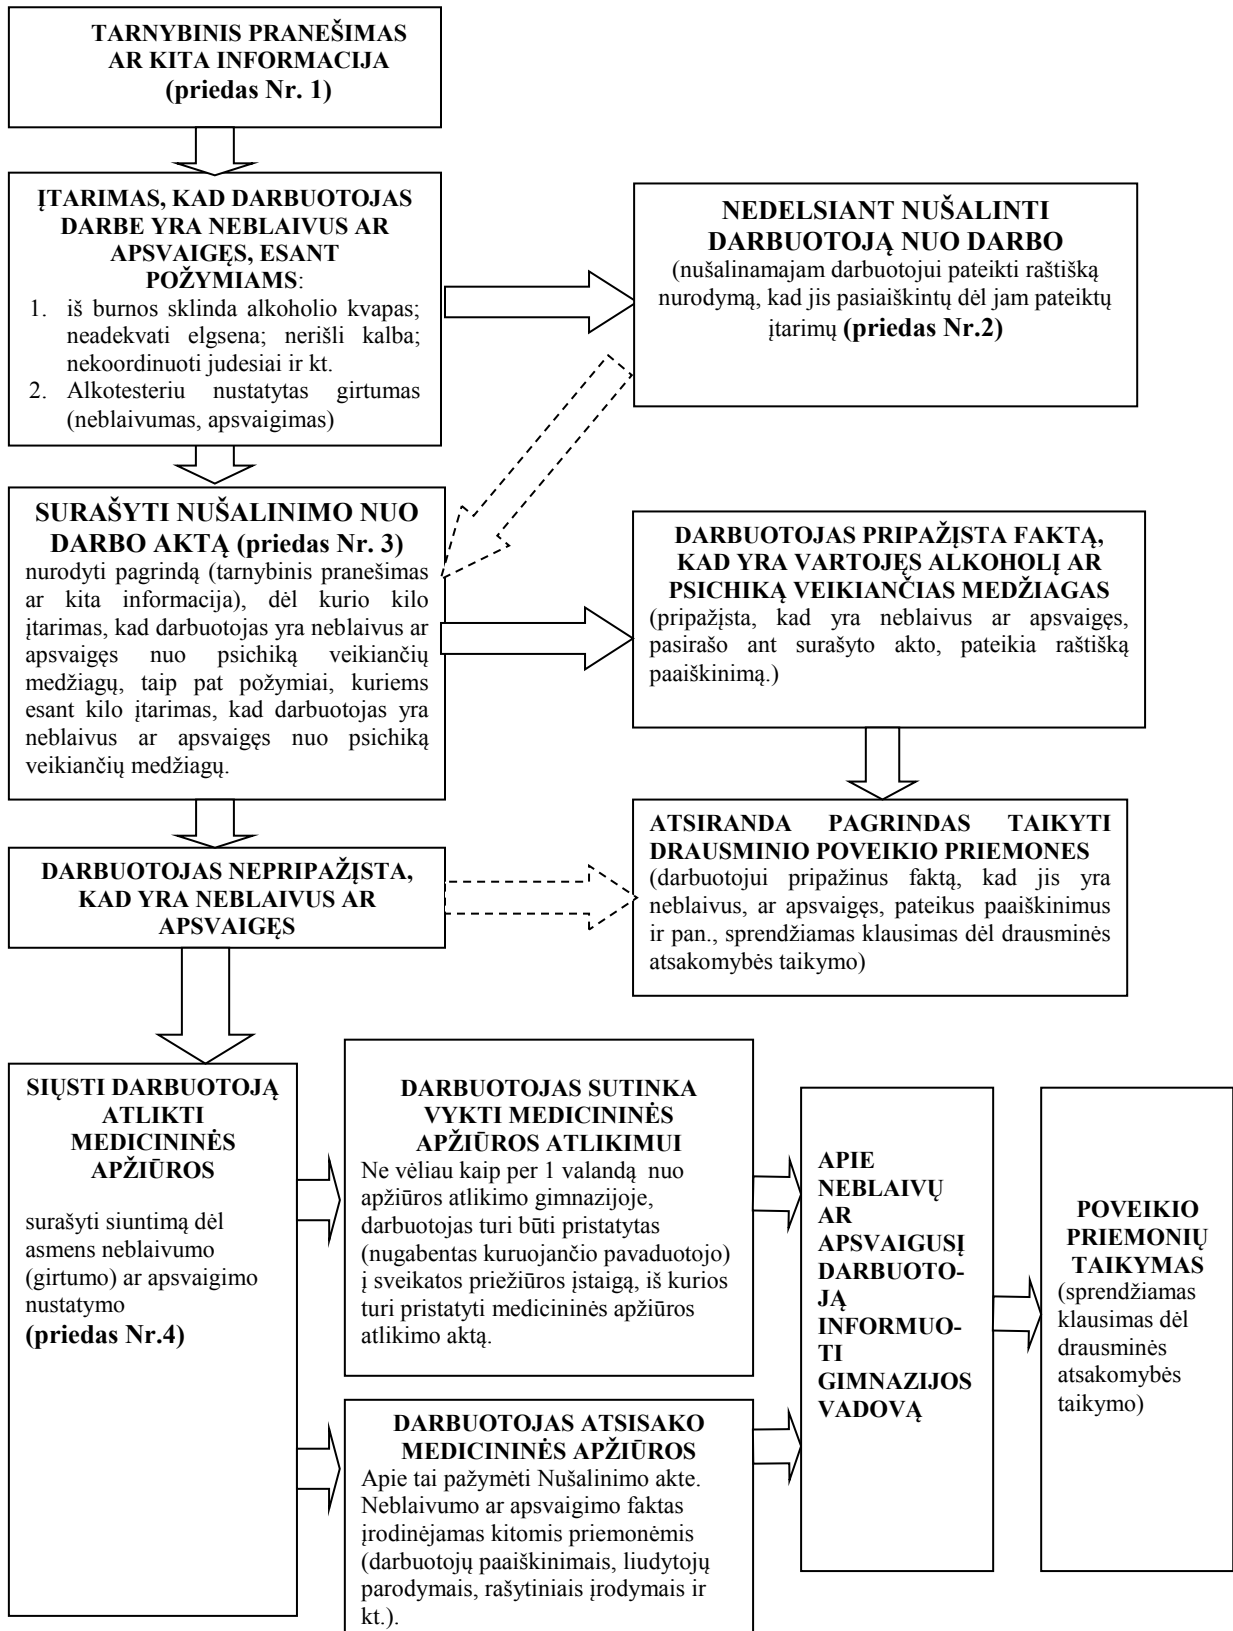 TARNYBINIS PRANEŠIMAS
AR KITA INFORMACIJA
(priedas Nr. 1)
ĮTARIMAS, KAD DARBUOTOJAS
DARBE YRA NEBLAIVUS AR
APSVAIGĘS, ESANT
POŽYMIAMS:
1. iš burnos sklinda alkoholio kvapas;
neadekvati elgsena; nerišli kalba;
nekoordinuoti judesiai ir kt.
2. Alkotesteriu nustatytas girtumas
(neblaivumas, apsvaigimas)
NEDELSIANT NUŠALINTI
DARBUOTOJĄ NUO DARBO
(nušalinamajam darbuotojui pateikti raštišką
nurodymą, kad jis pasiaiškintų dėl jam pateiktų
įtarimų (priedas Nr.2)
SURAŠYTI NUŠALINIMO NUO
DARBO AKTĄ (priedas Nr. 3)
nurodyti pagrindą (tarnybinis pranešimas
ar kita informacija), dėl kurio kilo
įtarimas, kad darbuotojas yra neblaivus ar
apsvaigęs nuo psichiką veikiančių
medžiagų, taip pat požymiai, kuriems
esant kilo įtarimas, kad darbuotojas yra
neblaivus ar apsvaigęs nuo psichiką
veikiančių medžiagų.
DARBUOTOJAS PRIPAŽĮSTA FAKTĄ,
KAD YRA VARTOJĘS ALKOHOLĮ AR
PSICHIKĄ VEIKIANČIAS MEDŽIAGAS
(pripažįsta, kad yra neblaivus ar apsvaigęs,
pasirašo ant surašyto akto, pateikia raštišką
paaiškinimą.)
DARBUOTOJAS NEPRIPAŽĮSTA,
KAD YRA NEBLAIVUS AR
APSVAIGĘS
ATSIRANDA PAGRINDAS TAIKYTI
DRAUSMINIO POVEIKIO PRIEMONES
(darbuotojui pripažinus faktą, kad jis yra
neblaivus, ar apsvaigęs, pateikus paaiškinimus
ir pan., sprendžiamas klausimas dėl drausminės
atsakomybės taikymo)
SIŲSTI DARBUOTOJĄ
ATLIKTI
MEDICININĖS
APŽIŪROS
surašyti siuntimą dėl
asmens neblaivumo
(girtumo) ar apsvaigimo
nustatymo
(priedas Nr.4)
DARBUOTOJAS SUTINKA
VYKTI MEDICININĖS
APŽIŪROS ATLIKIMUI
Ne vėliau kaip per 1 valandą nuo
apžiūros atlikimo gimnazijoje,
darbuotojas turi būti pristatytas
(nugabentas kuruojančio pavaduotojo)
į sveikatos priežiūros įstaigą, iš kurios
turi pristatyti medicininės apžiūros
atlikimo aktą.
DARBUOTOJAS ATSISAKO
MEDICININĖS APŽIŪROS
Apie tai pažymėti Nušalinimo akte.
Neblaivumo ar apsvaigimo faktas
įrodinėjamas kitomis priemonėmis
(darbuotojų paaiškinimais, liudytojų
parodymais, rašytiniais įrodymais ir
kt.).
APIE
NEBLAIVŲ
AR
APSVAIGUSĮ
DARBUOTO-
JĄ
INFORMUO-
TI
GIMNAZIJOS
VADOVĄ
POVEIKIO
PRIEMONIŲ
TAIKYMAS
(sprendžiamas
klausimas dėl
drausminės
atsakomybės
taikymo)